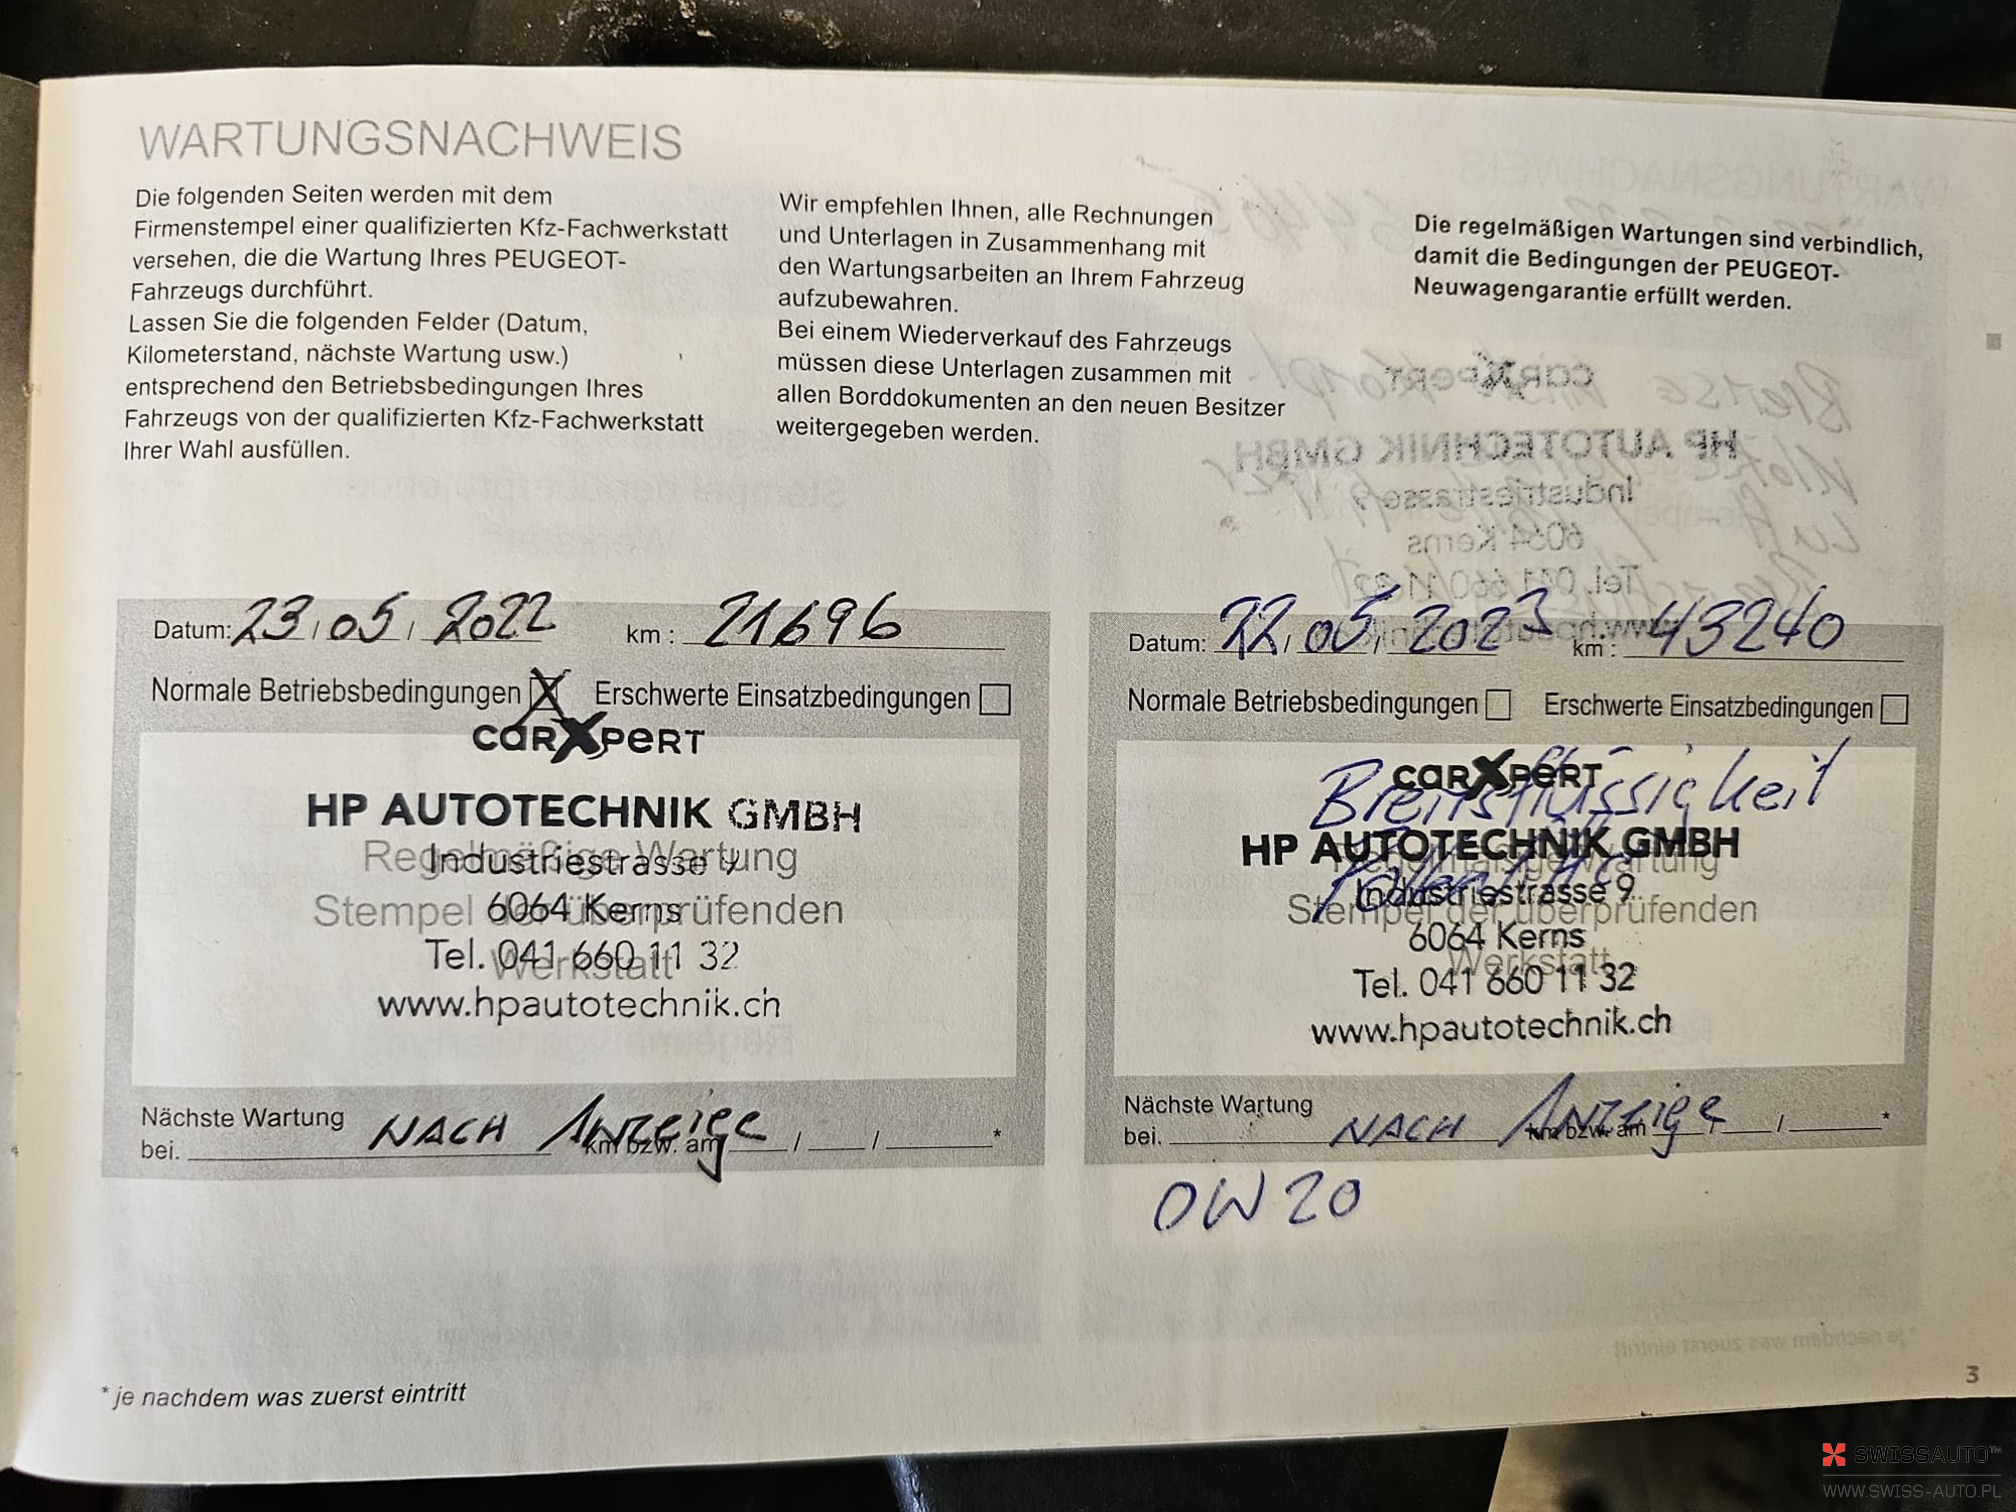 WARTUNGSNACHWEIS
Die folgenden Seiten werden mit dem
Firmenstempel einer qualifizierten Kfz-Fachwerkstatt
versehen, die die Wartung Ihres PEUGEOT-
Fahrzeugs durchführt.
Lassen Sie die folgenden Felder (Datum,
Kilometerstand, nächste Wartung usw.)
entsprechend den Betriebsbedingungen Ihres
Fahrzeugs von der qualifizierten Kfz-Fachwerkstatt
Ihrer Wahl ausfüllen.
Wir empfehlen Ihnen, alle Rechnungen
und Unterlagen in Zusammenhang mit
den Wartungsarbeiten an Ihrem Fahrzeug
aufzubewahren.
Bei einem Wiederverkauf des Fahrzeugs
müssen diese Unterlagen zusammen mit
allen Borddokumenten an den neuen Besitzer
weitergegeben werden.
Die regelmäßigen Wartungen sind verbindlich,
damit die Bedingungen der PEUGEOT-
Neuwagengarantie erfüllt werden.
Datum: 23/05/2022 km: 21696
Normale Betriebsbedingungen Erschwerte Einsatzbedingungen
carXpert
HP AUTOTECHNIK GMBH
Regelmäßige Wartung
Industriestrasse
Stempel der überprüfenden
6064 Kerns
Werkstatt
Tel. 041 660 11 32
www.hpautotechnik.ch
Nächste Wartung
bei. NACH Anzeige km bzw. am / / *
Datum: 22/05/2023 km: 43240
Normale Betriebsbedingungen Erschwerte Einsatzbedingungen
carXpert
Bremsflüssigkeit
HP AUTOTECHNIK GMBH
Regelmäßige Wartung
Pollenfilter
Industriestrasse 9
Stempel der überprüfenden
6064 Kerns
Werkstatt
Tel. 041 660 11 32
www.hpautotechnik.ch
Nächste Wartung
bei. NACH Anzeige km bzw. am / / *
0W20
* je nachdem was zuerst eintritt
3
SWISSAUTO™
WWW.SWISS-AUTO.PL